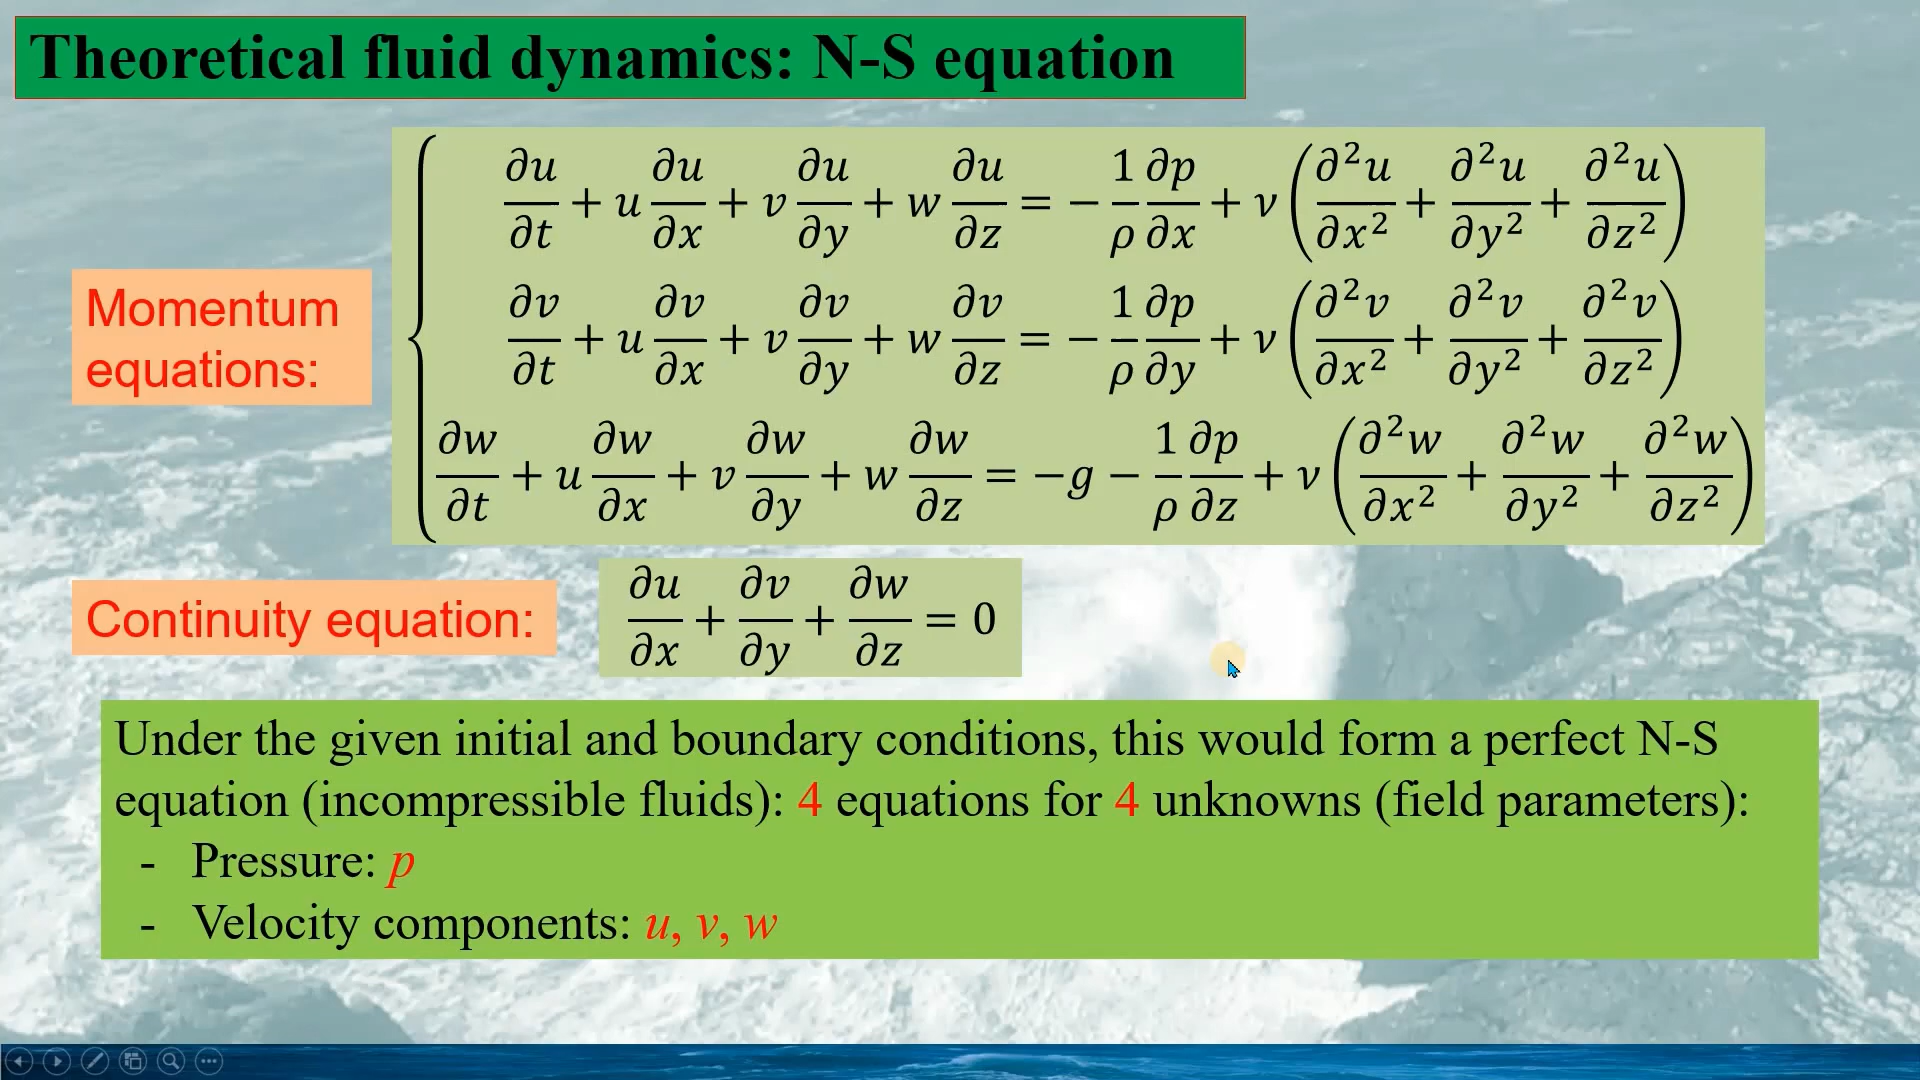 Theoretical fluid dynamics: N-S equation
∂u/∂t + u ∂u/∂x + v ∂u/∂y + w ∂u/∂z = − 1/ρ ∂p/∂x + ν (∂²u/∂x² + ∂²u/∂y² + ∂²u/∂z²)
Momentum
equations:
∂v/∂t + u ∂v/∂x + v ∂v/∂y + w ∂v/∂z = − 1/ρ ∂p/∂y + ν (∂²v/∂x² + ∂²v/∂y² + ∂²v/∂z²)
∂w/∂t + u ∂w/∂x + v ∂w/∂y + w ∂w/∂z = −g − 1/ρ ∂p/∂z + ν (∂²w/∂x² + ∂²w/∂y² + ∂²w/∂z²)
Continuity equation: ∂u/∂x + ∂v/∂y + ∂w/∂z = 0
Under the given initial and boundary conditions, this would form a perfect N-S
equation (incompressible fluids): 4 equations for 4 unknowns (field parameters):
- Pressure: p
- Velocity components: u, v, w